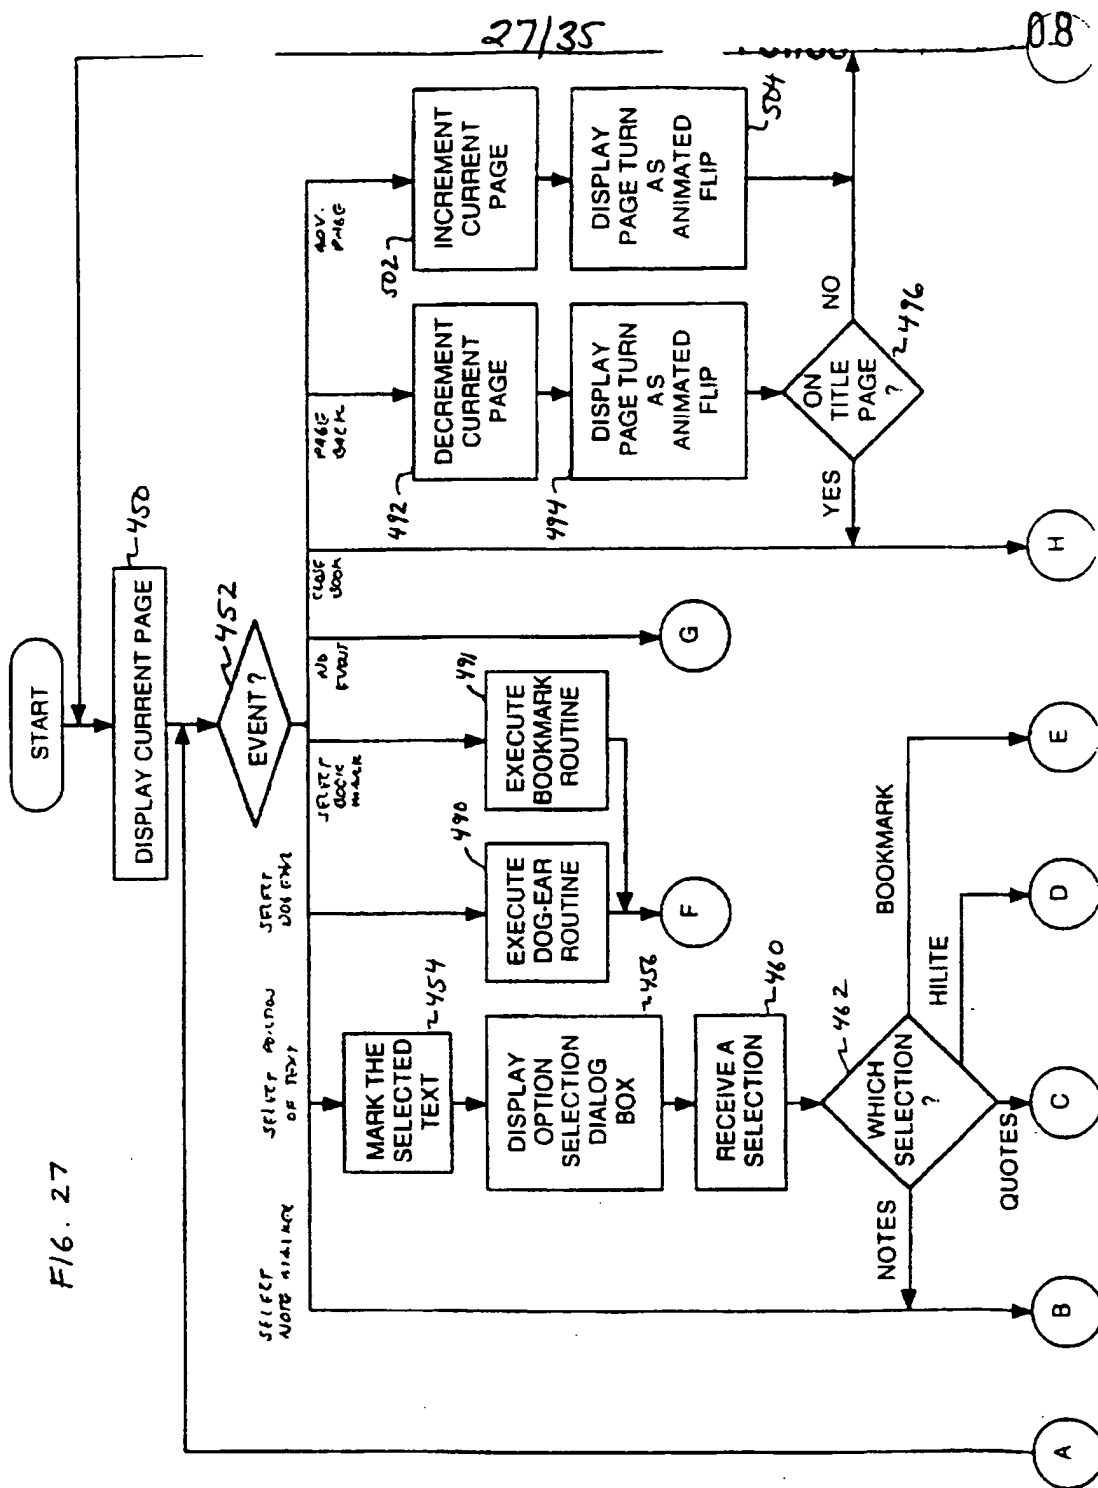 27/35
08
FIG. 27
START
DISPLAY CURRENT PAGE
450
EVENT?
452
SELECT
NOTE MARKER
SELECT PORTION
OF TEXT
SELECT
DOG EAR
SELECT
BOOK
MARK
NO
EVENT
CLOSE
BOOK
PAGE
BACK
ADV.
PAGE
MARK THE
SELECTED
TEXT
454
DISPLAY
OPTION
SELECTION
DIALOG
BOX
456
RECEIVE A
SELECTION
460
WHICH
SELECTION
?
462
NOTES
QUOTES
HILITE
BOOKMARK
EXECUTE
DOG-EAR
ROUTINE
490
EXECUTE
BOOKMARK
ROUTINE
491
DECREMENT
CURRENT
PAGE
492
DISPLAY
PAGE TURN
AS
ANIMATED
FLIP
494
ON
TITLE
PAGE
?
496
YES
NO
INCREMENT
CURRENT
PAGE
502
DISPLAY
PAGE TURN
AS
ANIMATED
FLIP
504
F
G
A
B
C
D
E
H